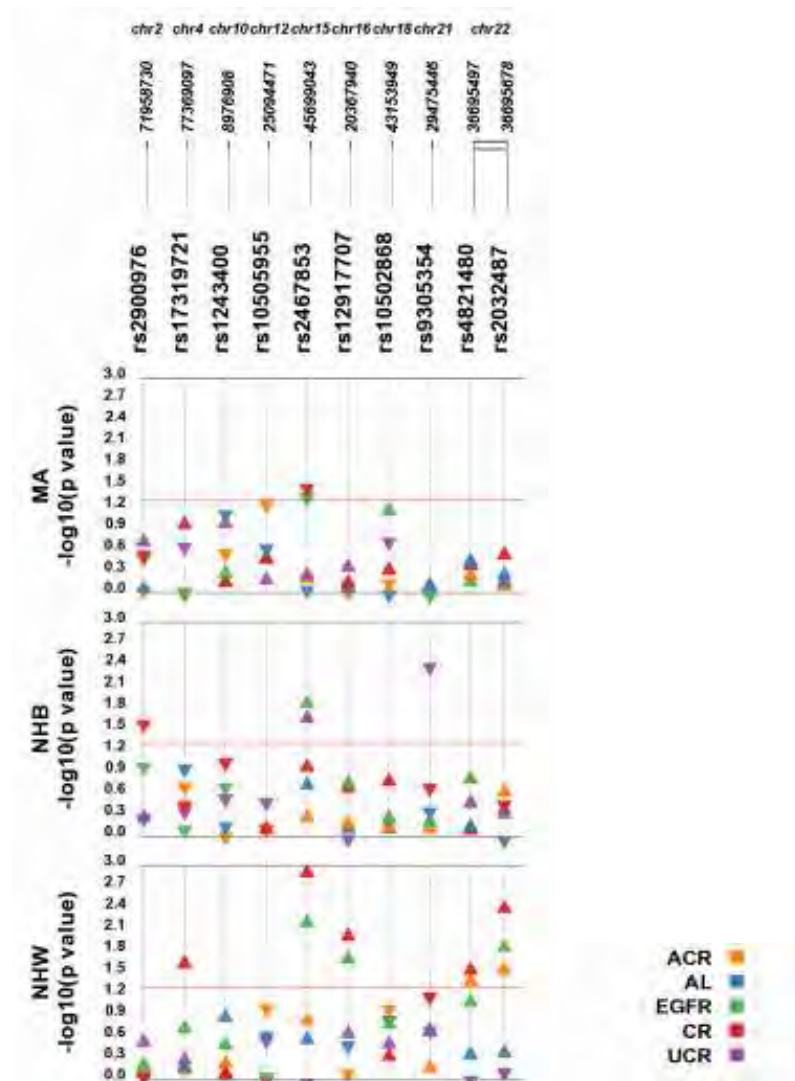 chr2 chr4 chr10 chr12 chr15 chr16 chr18 chr21 chr22
71958730 77369097 8976906 25094471 45699043 20367940 43153949 29475446 36695497 36695678
rs2900976 rs17319721 rs1243400 rs10505955 rs2467853 rs12917707 rs10502868 rs9305354 rs4821480 rs2032487
MA
-log10(p value)
3.0
2.7
2.4
2.1
1.8
1.5
1.2
0.9
0.6
0.3
0.0
NHB
-log10(p value)
3.0
2.7
2.4
2.1
1.8
1.5
1.2
0.9
0.6
0.3
0.0
NHW
-log10(p value)
3.0
2.7
2.4
2.1
1.8
1.5
1.2
0.9
0.6
0.3
0.0
ACR
AL
EGFR
CR
UCR